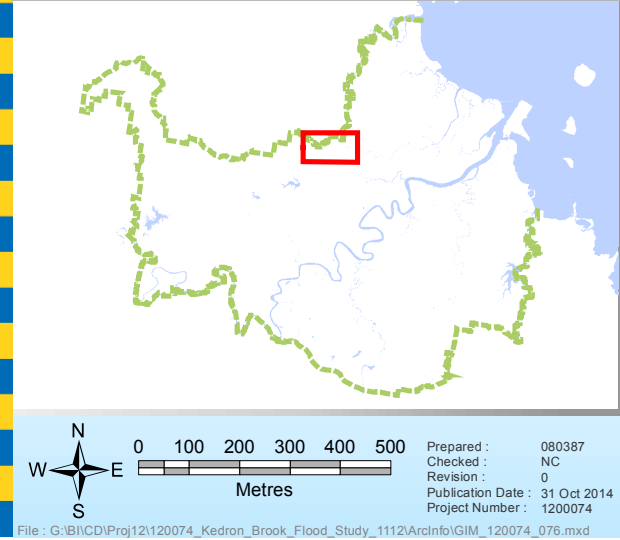 N
W E
S
0 100 200 300 400 500
Metres
Prepared : 080387
Checked : NC
Revision : 0
Publication Date : 31 Oct 2014
Project Number : 1200074
File : G:\BI\CD\Proj12\120074_Kedron_Brook_Flood_Study_1112\ArcInfo\GIM_120074_076.mxd